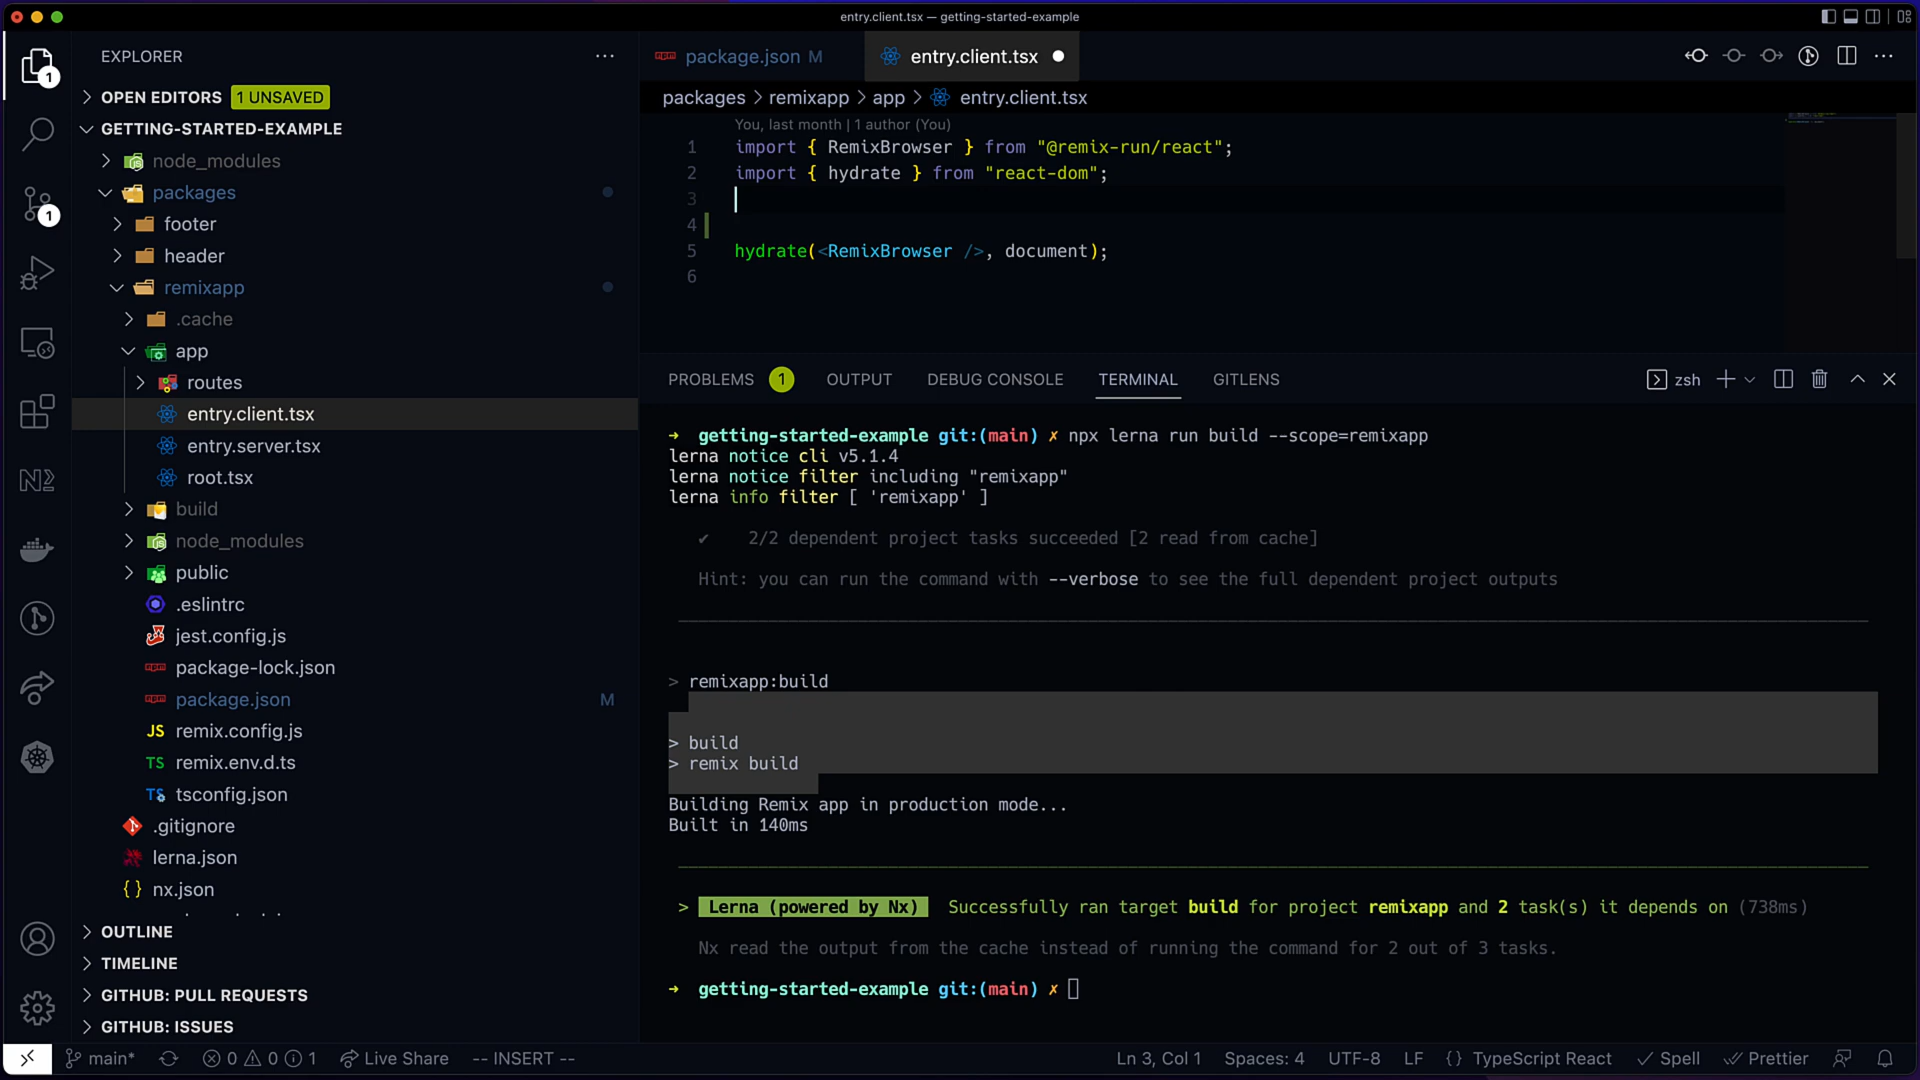 entry.client.tsx — getting-started-example
EXPLORER
OPEN EDITORS 1 UNSAVED
GETTING-STARTED-EXAMPLE
node_modules
packages
footer
header
remixapp
.cache
app
routes
entry.client.tsx
entry.server.tsx
root.tsx
build
node_modules
public
.eslintrc
jest.config.js
package-lock.json
package.json M
JS remix.config.js
TS remix.env.d.ts
TS tsconfig.json
.gitignore
lerna.json
{} nx.json
OUTLINE
TIMELINE
GITHUB: PULL REQUESTS
GITHUB: ISSUES
1
1
N
package.json M
entry.client.tsx
packages > remixapp > app > entry.client.tsx
You, last month | 1 author (You)
1 import { RemixBrowser } from "@remix-run/react";
2 import { hydrate } from "react-dom";
3
4
5 hydrate(<RemixBrowser />, document);
6
PROBLEMS 1 OUTPUT DEBUG CONSOLE TERMINAL GITLENS zsh
→ getting-started-example git:(main) ✗ npx lerna run build --scope=remixapp
lerna notice cli v5.1.4
lerna notice filter including "remixapp"
lerna info filter [ 'remixapp' ]
✔ 2/2 dependent project tasks succeeded [2 read from cache]
Hint: you can run the command with --verbose to see the full dependent project outputs
> remixapp:build
> build
> remix build
Building Remix app in production mode...
Built in 140ms
> Lerna (powered by Nx) Successfully ran target build for project remixapp and 2 task(s) it depends on (738ms)
Nx read the output from the cache instead of running the command for 2 out of 3 tasks.
→ getting-started-example git:(main) ✗
main* 0 0 1 Live Share -- INSERT -- Ln 3, Col 1 Spaces: 4 UTF-8 LF {} TypeScript React Spell Prettier